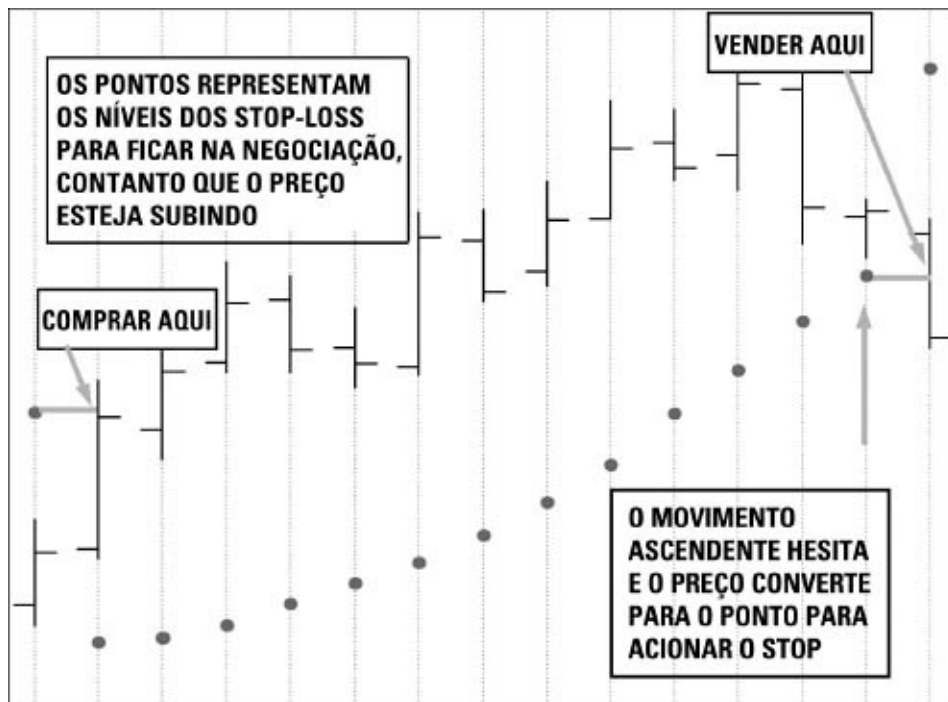 OS PONTOS REPRESENTAM
OS NÍVEIS DOS STOP-LOSS
PARA FICAR NA NEGOCIAÇÃO,
CONTANTO QUE O PREÇO
ESTEJA SUBINDO
VENDER AQUI
COMPRAR AQUI
O MOVIMENTO
ASCENDENTE HESITA
E O PREÇO CONVERTE
PARA O PONTO PARA
ACIONAR O STOP